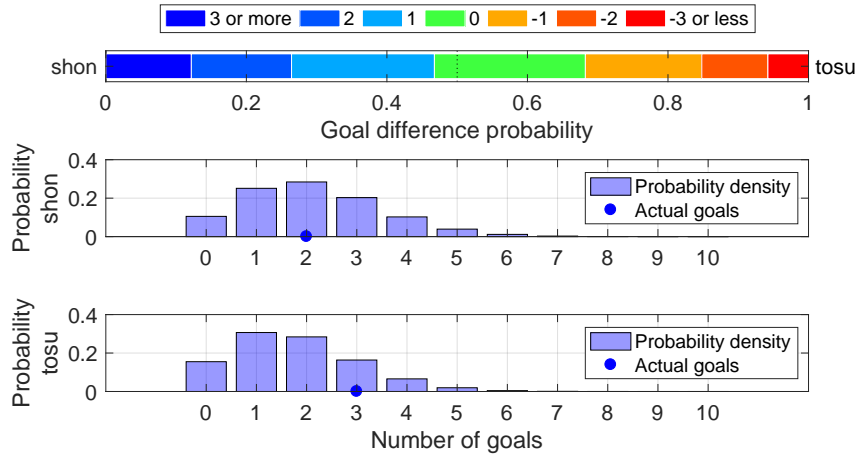 3 or more 2 1 0 -1 -2 -3 or less
shon tosu
0 0.2 0.4 0.6 0.8 1
Goal difference probability
Probability
shon
0.4
0.2
0
Probability density
Actual goals
0 1 2 3 4 5 6 7 8 9 10
Probability
tosu
0.4
0.2
0
Probability density
Actual goals
0 1 2 3 4 5 6 7 8 9 10
Number of goals